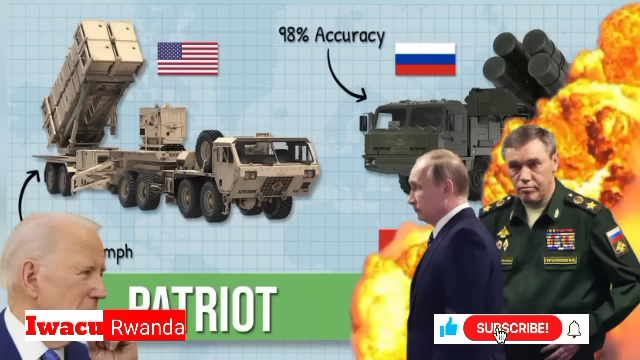 98% Accuracy
mph
PATRIOT
Iwacu Rwanda
SUBSCRIBE!